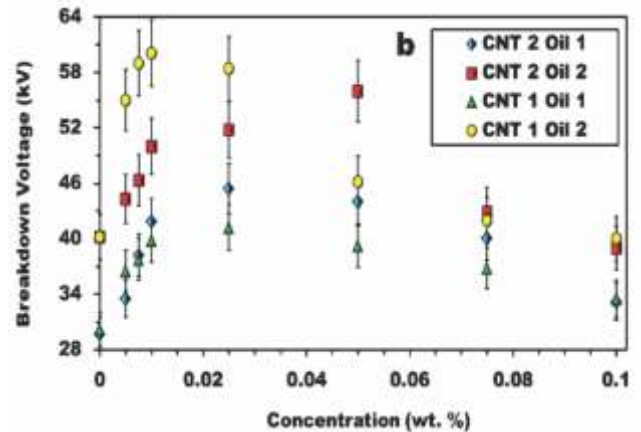 64
58
52
46
40
34
28
Breakdown Voltage (kV)
b
CNT 2 Oil 1
CNT 2 Oil 2
CNT 1 Oil 1
CNT 1 Oil 2
0 0.02 0.04 0.06 0.08 0.1
Concentration (wt. %)